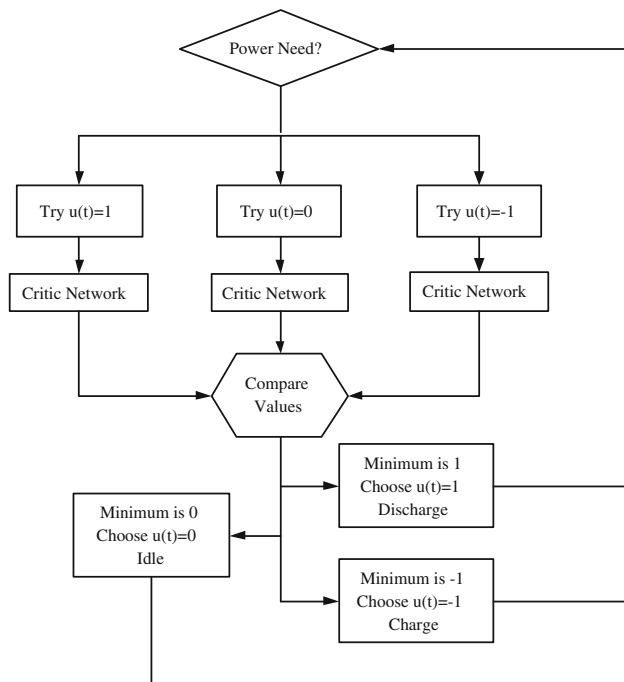 Power Need?
Try u(t)=1
Try u(t)=0
Try u(t)=-1
Critic Network
Critic Network
Critic Network
Compare
Values
Minimum is 1
Choose u(t)=1
Discharge
Minimum is 0
Choose u(t)=0
Idle
Minimum is -1
Choose u(t)=-1
Charge